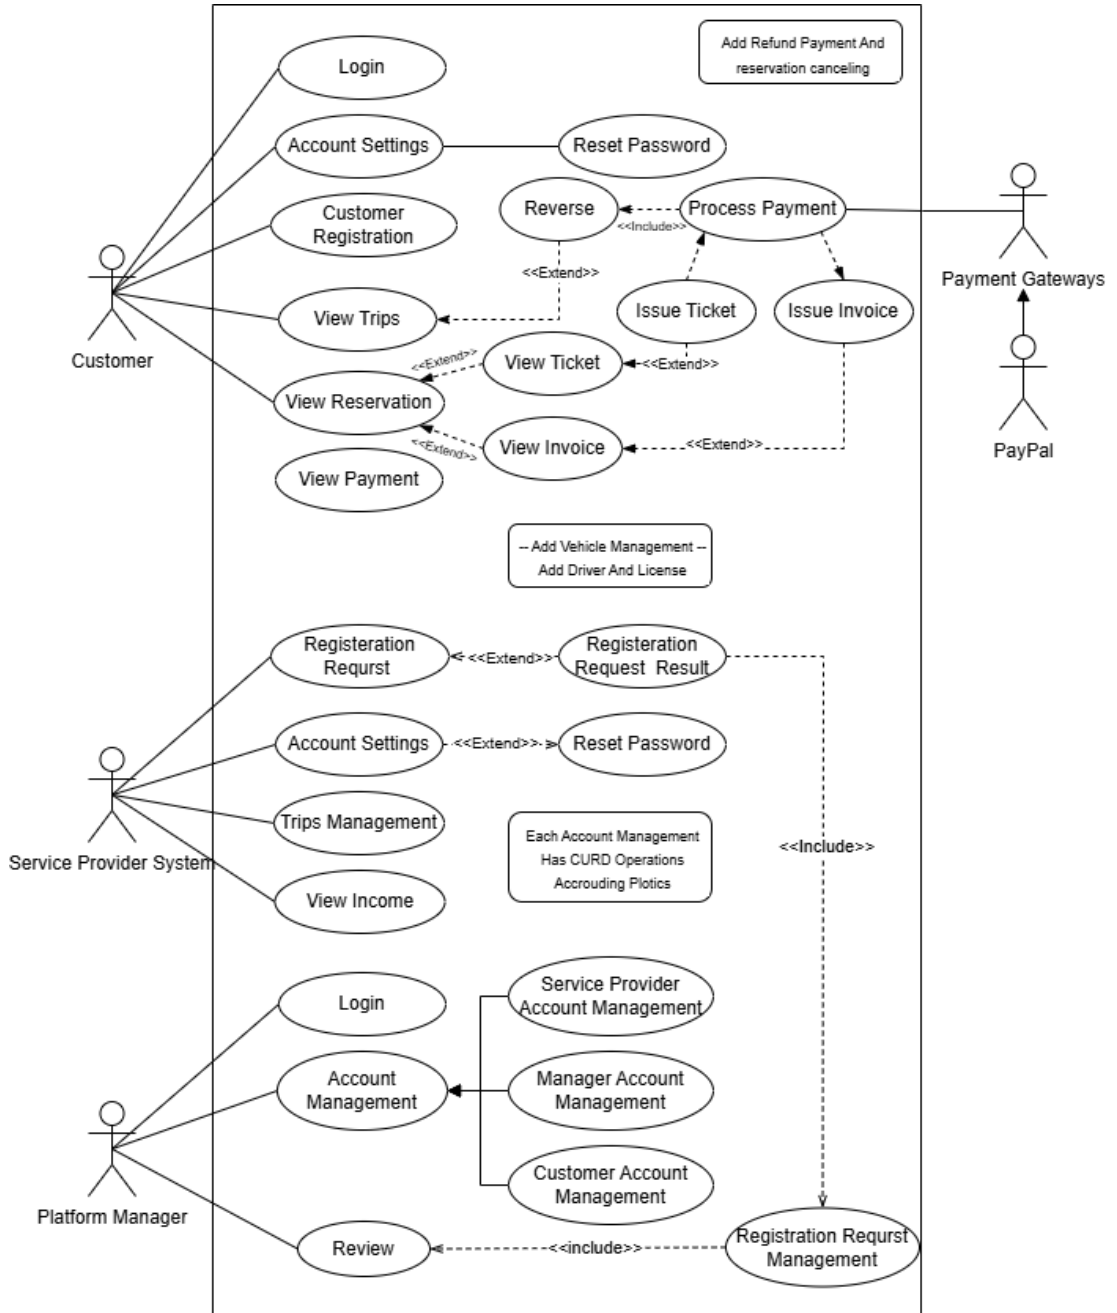 Add Refund Payment And
reservation canceling
Login
Account Settings
Reset Password
Customer
Registration
Reverse
<<Include>>
Process Payment
<<Extend>>
Payment Gateways
View Trips
Issue Ticket
Issue Invoice
Customer
<<Extend>>
View Ticket
<<Extend>>
View Reservation
<<Extend>>
View Invoice
<<Extend>>
PayPal
View Payment
-- Add Vehicle Management --
Add Driver And License
Registeration
Requrst
<<Extend>>
Registeration
Request Result
Account Settings
<<Extend>>
Reset Password
Trips Management
Service Provider System
Each Account Management
Has CURD Operations
Accrouding Plotics
<<Include>>
View Income
Login
Service Provider
Account Management
Account
Management
Manager Account
Management
Customer Account
Management
Platform Manager
Review
<<include>>
Registration Requrst
Management